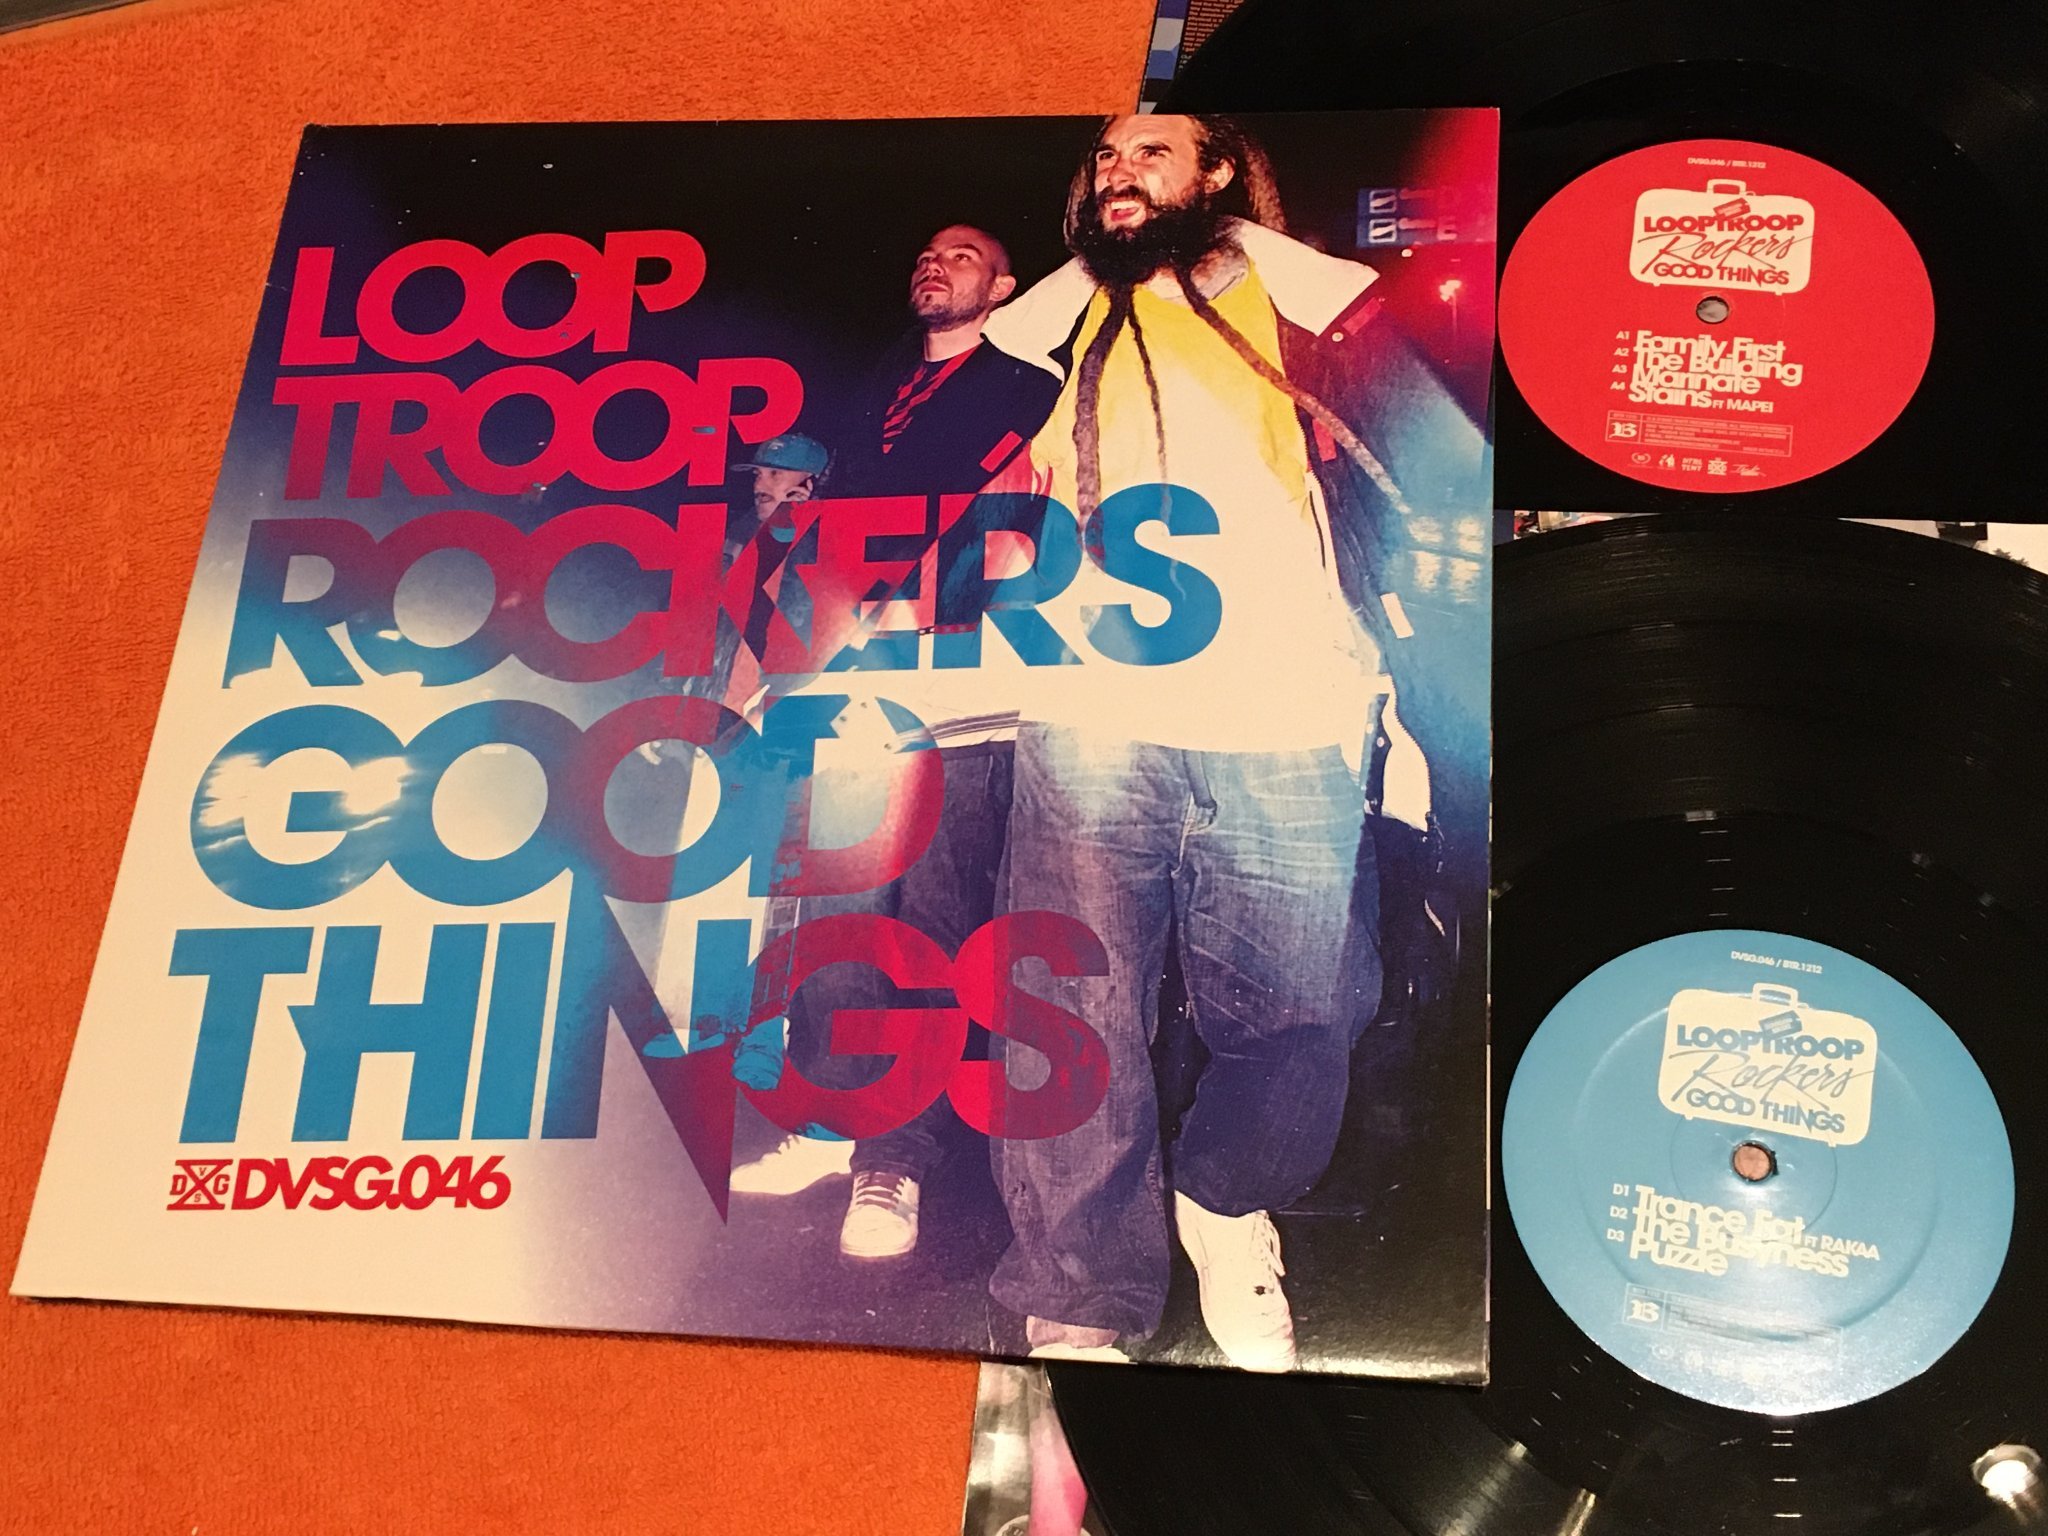 LOOP
TROOP
ROCKERS
GOOD
THINGS
DVSG DVSG.046
DVSG.046 / BTR.1212
LOOPTROOP
Rockers
GOOD THINGS
A1 Family First
A2 The Building
A3 Marinate
A4 Stains FT MAPEI
B
DVSG.046 / BTR.1212
LOOPTROOP
Rockers
GOOD THINGS
D1 Trance Fat FT RAKAA
D2 The Busyness
D3 Puzzle
B